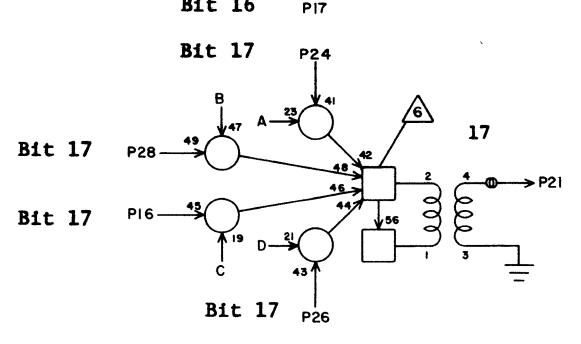 Bit 16 P17
Bit 17 P24
B
A 23 41
6
17
49 47
Bit 17 P28
42
48
2 4
P21
46
45
Bit 17 P16
44
56
19
D 21
C
43
1 3
Bit 17 P26